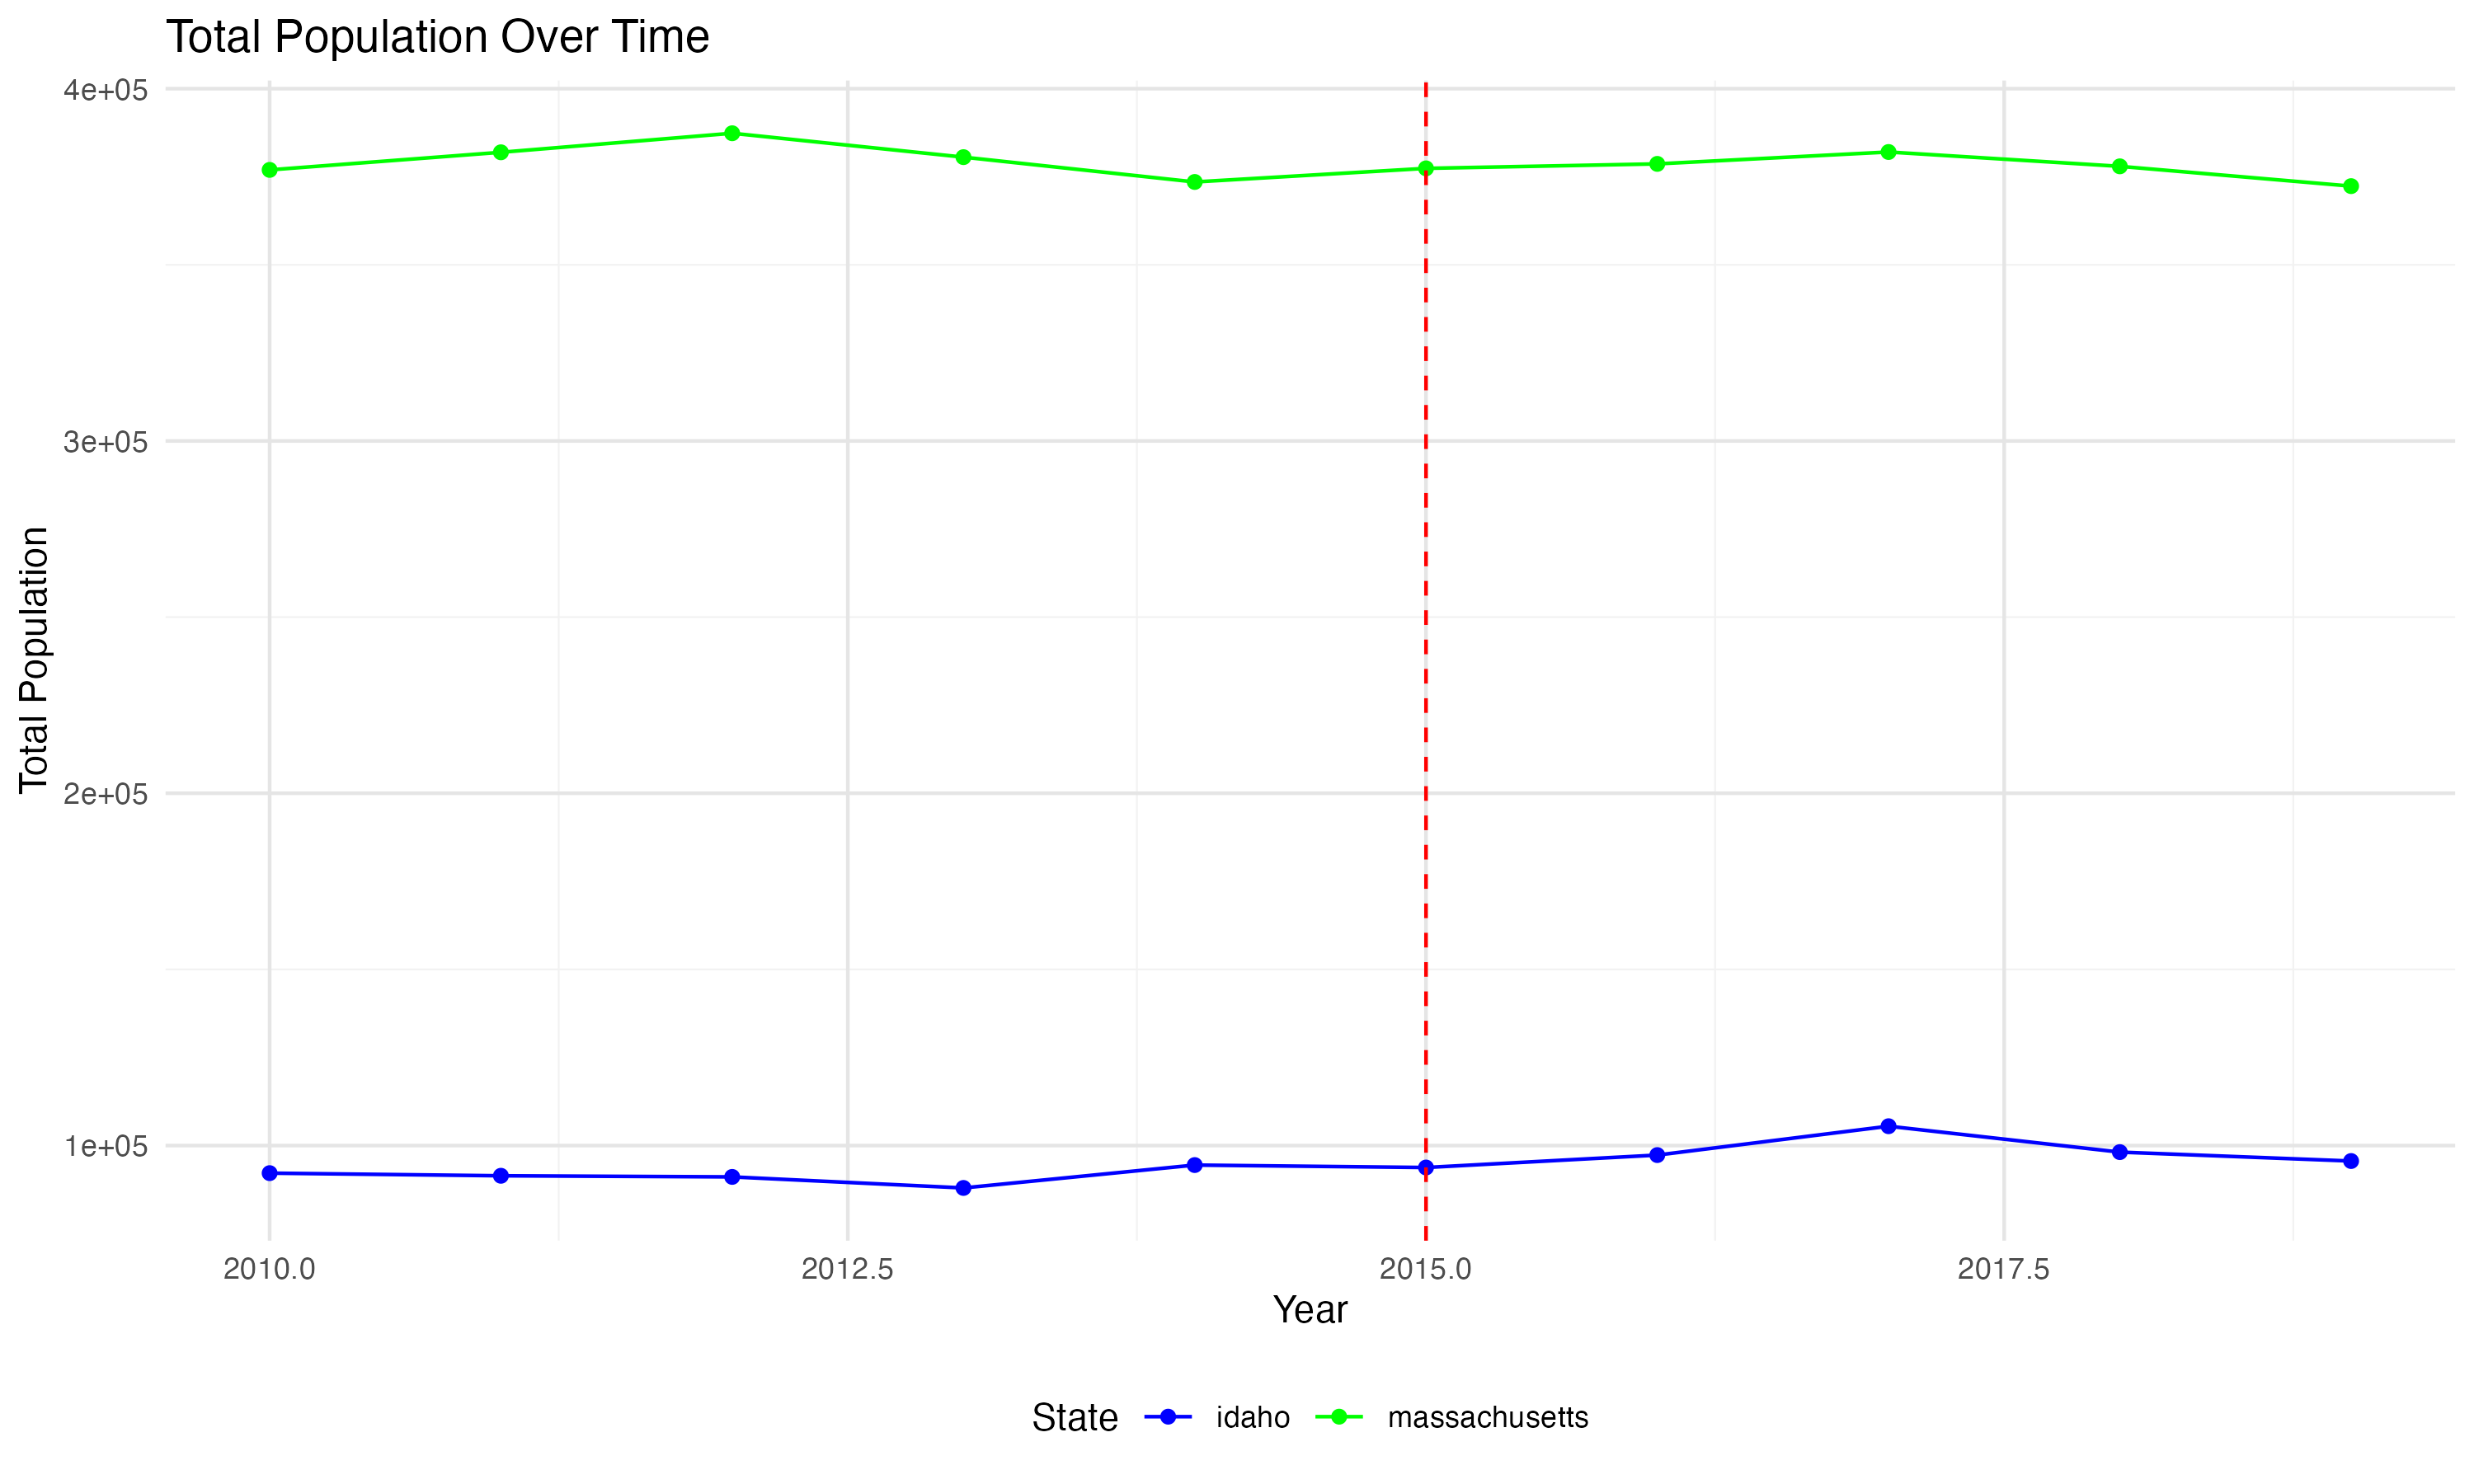 Total Population Over Time
4e+05
3e+05
2e+05
1e+05
Total Population
2010.0 2012.5 2015.0 2017.5
Year
State idaho massachusetts